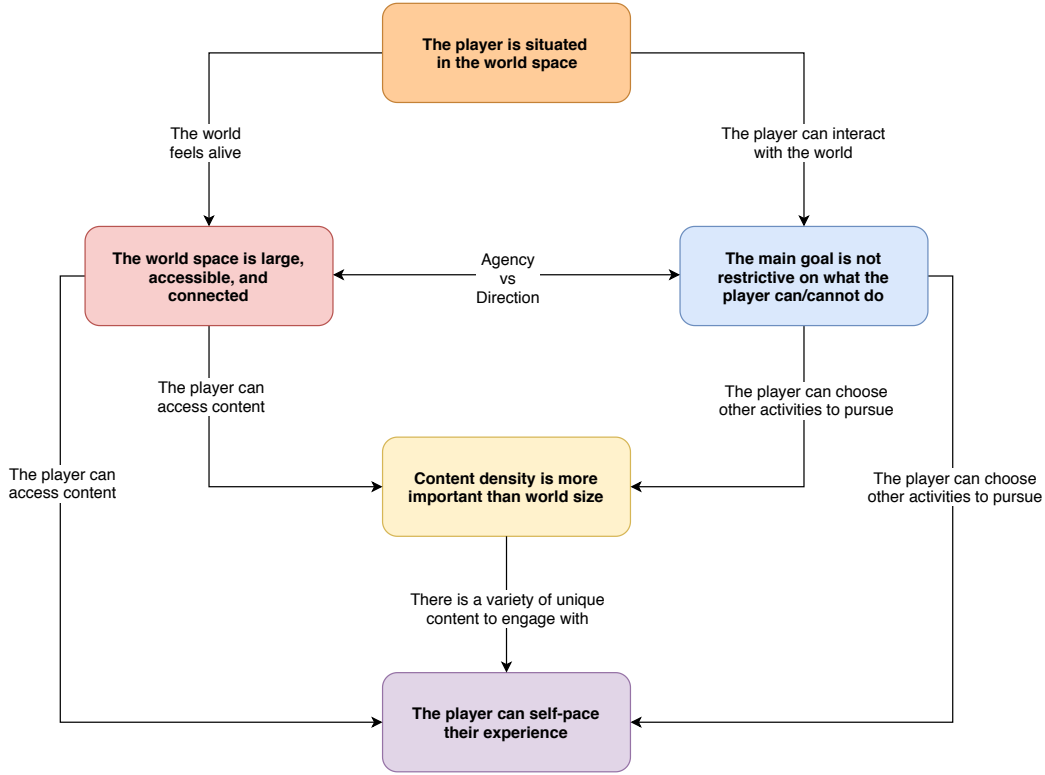 The player is situated
in the world space
The world
feels alive
The player can interact
with the world
The world space is large,
accessible, and
connected
Agency
vs
Direction
The main goal is not
restrictive on what the
player can/cannot do
The player can
access content
The player can choose
other activities to pursue
The player can
access content
Content density is more
important than world size
The player can choose
other activities to pursue
There is a variety of unique
content to engage with
The player can self-pace
their experience